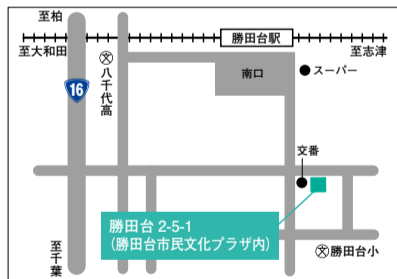 至柏
至大和田
勝田台駅
至志津
文
八千代高
南口
スーパー
16
交番
勝田台 2-5-1
(勝田台市民文化プラザ内)
至千葉
文勝田台小